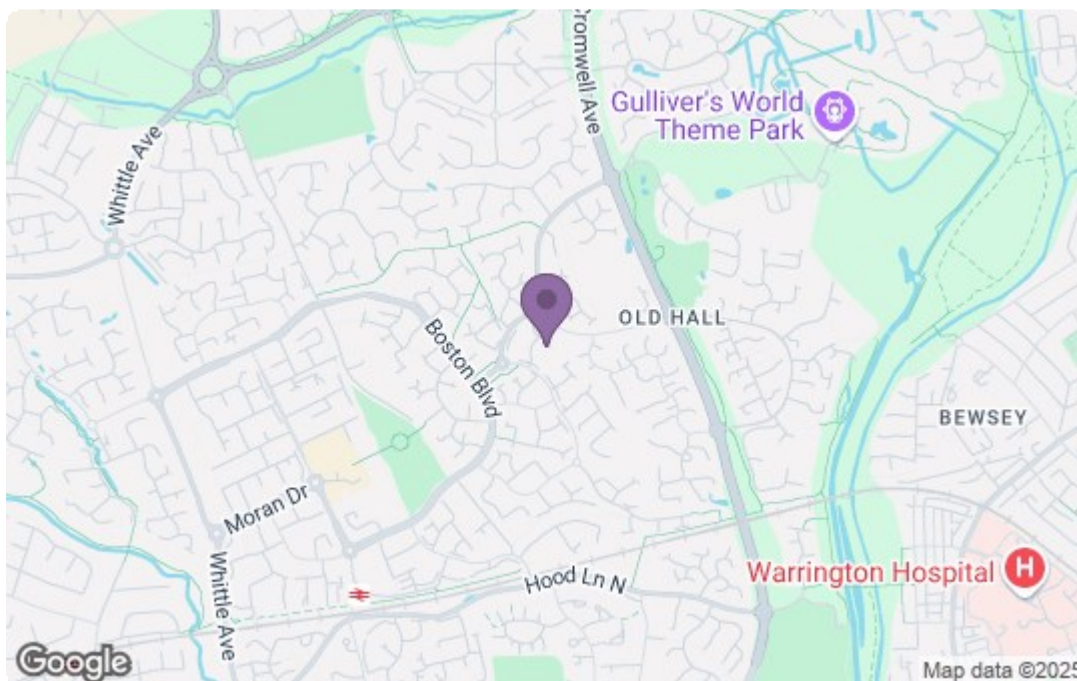 Cromwell Ave
Gulliver's World
Theme Park
Whittle Ave
OLD HALL
Boston Blvd
BEWSEY
Moran Dr
Whittle Ave
Hood Ln N
Warrington Hospital
H
Google
Map data ©2025